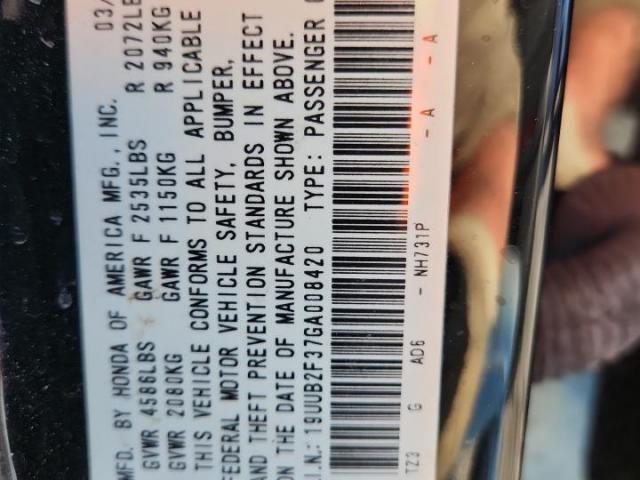 MFD. BY HONDA OF AMERICA MFG., INC. 03/
GVWR 4586LBS GAWR F 2535LBS R 2072LB
GVWR 2080KG GAWR F 1150KG R 940KG
THIS VEHICLE CONFORMS TO ALL APPLICABLE
FEDERAL MOTOR VEHICLE SAFETY, BUMPER,
AND THEFT PREVENTION STANDARDS IN EFFECT
ON THE DATE OF MANUFACTURE SHOWN ABOVE.
.I.N.: 19UUB2F37GA008420 TYPE: PASSENGER
TZ3 G AD6 - NH731P - A - A